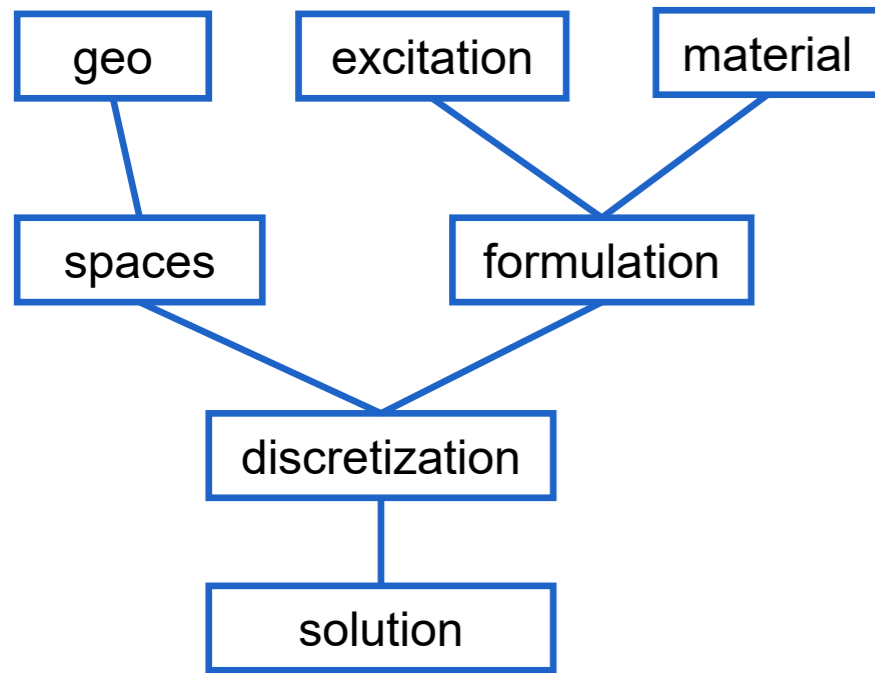 geo
excitation
material
spaces
formulation
discretization
solution